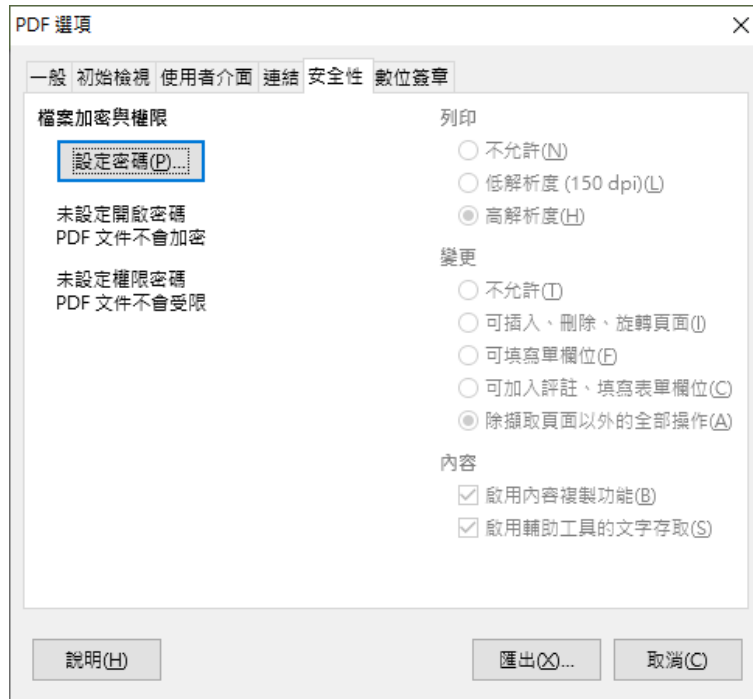 PDF 選項
一般 初始檢視 使用者介面 連結 安全性 數位簽章
檔案加密與權限
設定密碼(P)...
未設定開啟密碼
PDF 文件不會加密
未設定權限密碼
PDF 文件不會受限
列印
不允許(N)
低解析度 (150 dpi)(L)
高解析度(H)
變更
不允許(T)
可插入、刪除、旋轉頁面(I)
可填寫單欄位(F)
可加入評註、填寫表單欄位(C)
除擷取頁面以外的全部操作(A)
內容
啟用內容複製功能(B)
啟用輔助工具的文字存取(S)
說明(H)
匯出(X)...
取消(C)